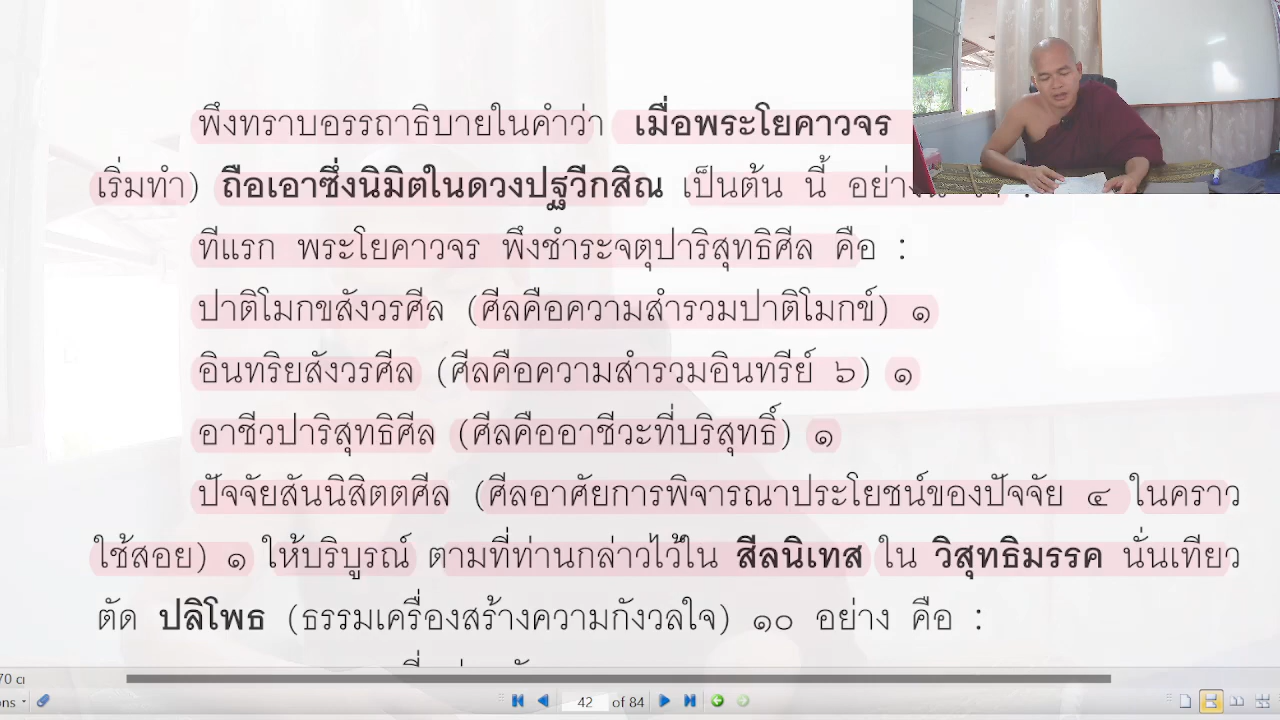 พึงทราบอรรถาธิบายในคำว่า เมื่อพระโยคาวจร
เริ่มทำ) ถือเอาซึ่งนิมิตในดวงปฐวีกสิณ เป็นต้น นี้
ทีแรก พระโยคาวจร พึงชำระจตุปาริสุทธิศีล คือ :
ปาติโมกขสังวรศีล (ศีลคือความสำรวมปาติโมกข์) ๑
อินทริยสังวรศีล (ศีลคือความสำรวมอินทรีย์ ๖) ๑
อาชีวปาริสุทธิศีล (ศีลคืออาชีวะที่บริสุทธิ์) ๑
ปัจจัยสันนิสิตตศีล (ศีลอาศัยการพิจารณาประโยชน์ของปัจจัย ๔ ในคราว
ใช้สอย) ๑ ให้บริบูรณ์ ตามที่ท่านกล่าวไว้ใน สีลนิเทส ใน วิสุทธิมรรค นั่นเทียว
ตัด ปลิโพธ (ธรรมเครื่องสร้างความกังวลใจ) ๑๐ อย่าง คือ :
42 of 84